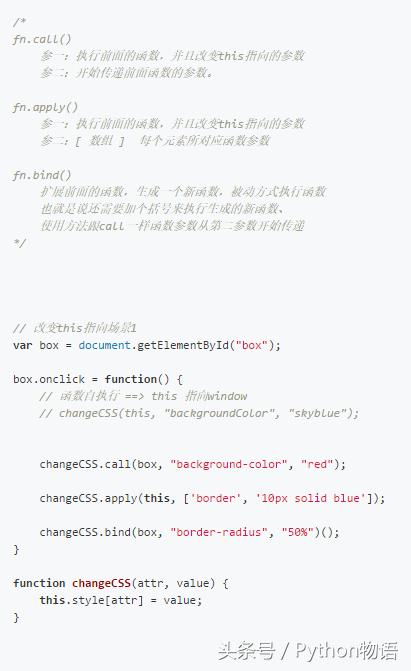 /*
fn.call()
参一：执行前面的函数，并且改变this指向的参数
参二：开始传递前面函数的参数。
fn.apply()
参一：执行前面的函数，并且改变this指向的参数
参二：[ 数组 ] 每个元素所对应函数参数
fn.bind()
扩展前面的函数，生成一个新函数，被动方式执行函数
也就是说还需要加个括号来执行生成的新函数、
使用方法跟call一样函数参数从第二参数开始传递
*/
// 改变this指向场景1
var box = document.getElementById("box");
box.onclick = function() {
// 函数自执行 ==> this 指向window
// changeCSS(this, "backgroundColor", "skyblue");
changeCSS.call(box, "background-color", "red");
changeCSS.apply(this, ['border', '10px solid blue']);
changeCSS.bind(box, "border-radius", "50%")();
}
function changeCSS(attr, value) {
this.style[attr] = value;
}
头条号 / Python物语